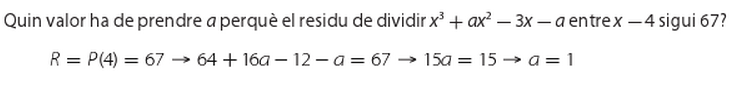 Quin valor ha de prendre a perquè el residu de dividir x³ + ax² − 3x − a entre x − 4 sigui 67?
R = P(4) = 67 → 64 + 16a − 12 − a = 67 → 15a = 15 → a = 1